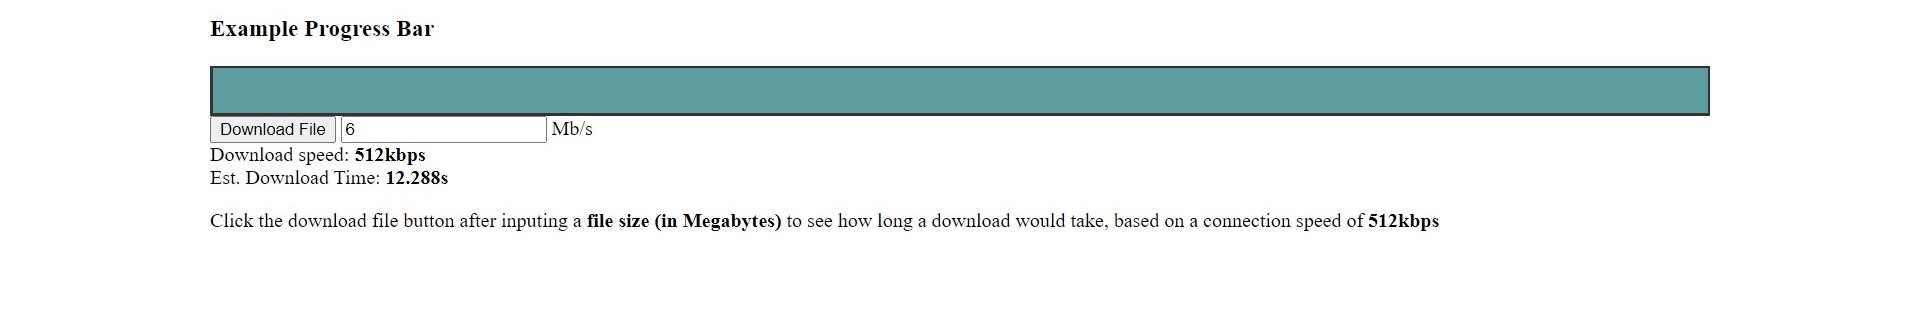 Example Progress Bar
Download File 6 Mb/s
Download speed: 512kbps
Est. Download Time: 12.288s
Click the download file button after inputing a file size (in Megabytes) to see how long a download would take, based on a connection speed of 512kbps